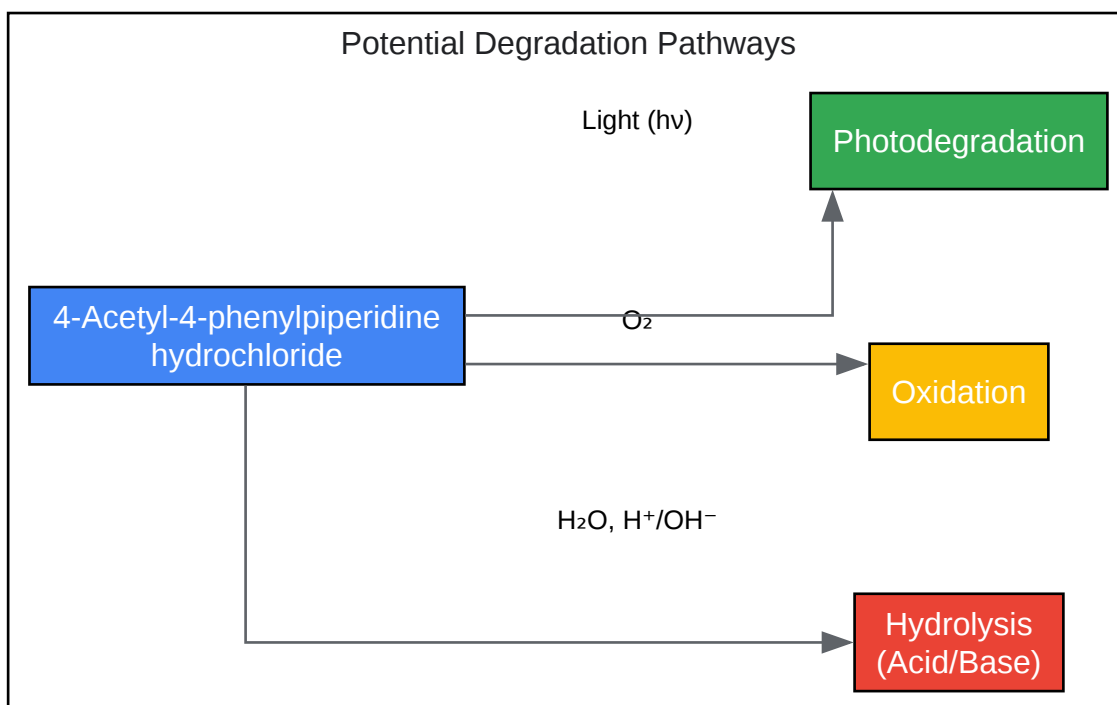 Potential Degradation Pathways
Light (hν)
Photodegradation
4-Acetyl-4-phenylpiperidine
hydrochloride
O₂
Oxidation
H₂O, H⁺/OH⁻
Hydrolysis
(Acid/Base)